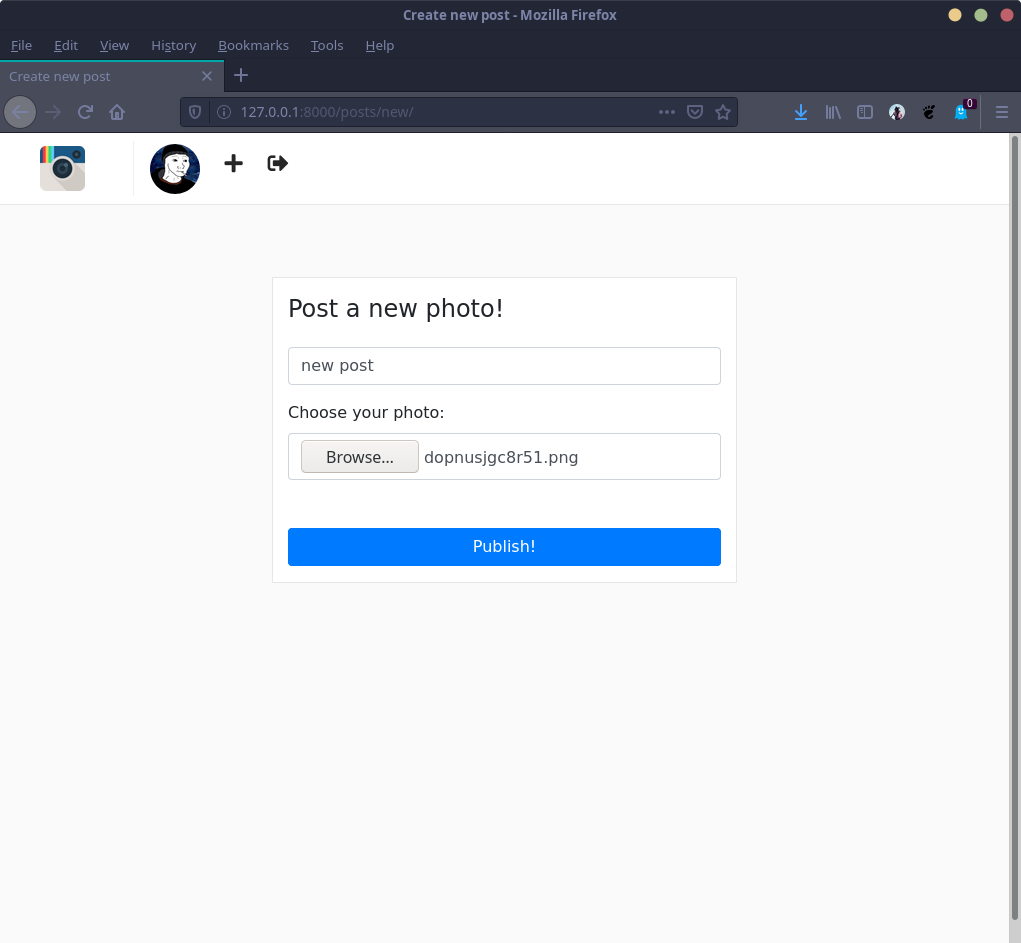 Create new post - Mozilla Firefox
File Edit View History Bookmarks Tools Help
Create new post
127.0.0.1:8000/posts/new/
0
Post a new photo!
new post
Choose your photo:
Browse... dopnusjgc8r51.png
Publish!